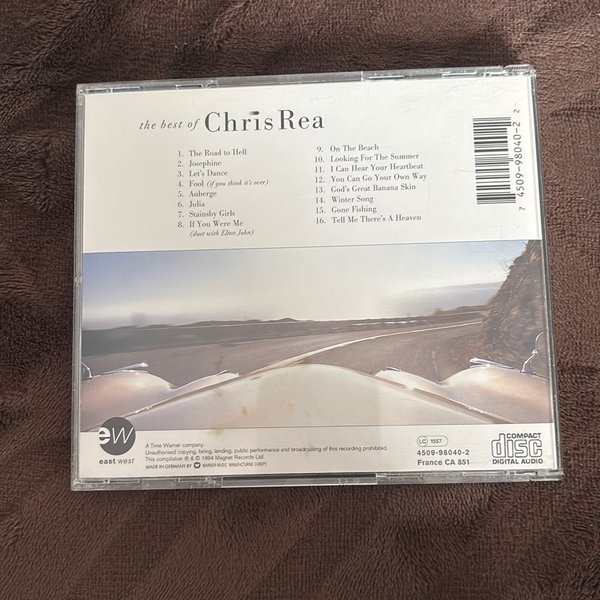 the best of Chris Rea
1. The Road to Hell
2. Josephine
3. Let's Dance
4. Fool (if you think it's over)
5. Auberge
6. Julia
7. Stainsby Girls
8. If You Were Me
(duet with Elton John)
9. On The Beach
10. Looking For The Summer
11. I Can Hear Your Heartbeat
12. You Can Go Your Own Way
13. God's Great Banana Skin
14. Winter Song
15. Gone Fishing
16. Tell Me There's A Heaven
7 4509-98040-2 2
ew
east west
A Time Warner company.
Unauthorised copying, hiring, lending, public performance and broadcasting of this recording prohibited.
This compilation ℗ & © 1994 Magnet Records Ltd.
MADE IN GERMANY BY WARNER MUSIC MANUFACTURING EUROPE
LC 1557
4509-98040-2
France CA 851
COMPACT
disc
DIGITAL AUDIO